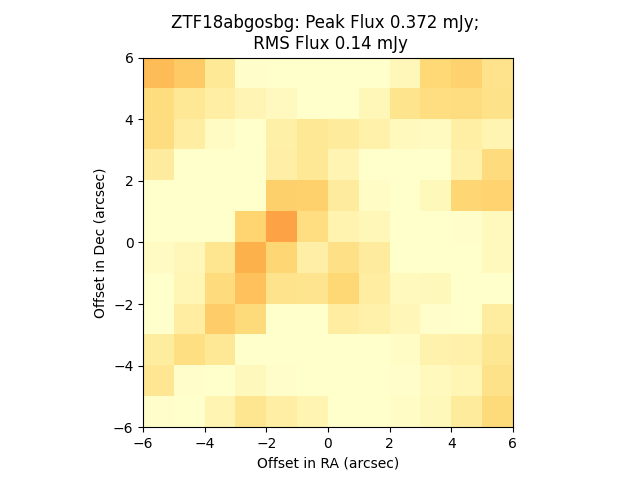 ZTF18abgosbg: Peak Flux 0.372 mJy;
RMS Flux 0.14 mJy
6
4
2
0
−2
−4
−6
Offset in Dec (arcsec)
−6 −4 −2 0 2 4 6
Offset in RA (arcsec)